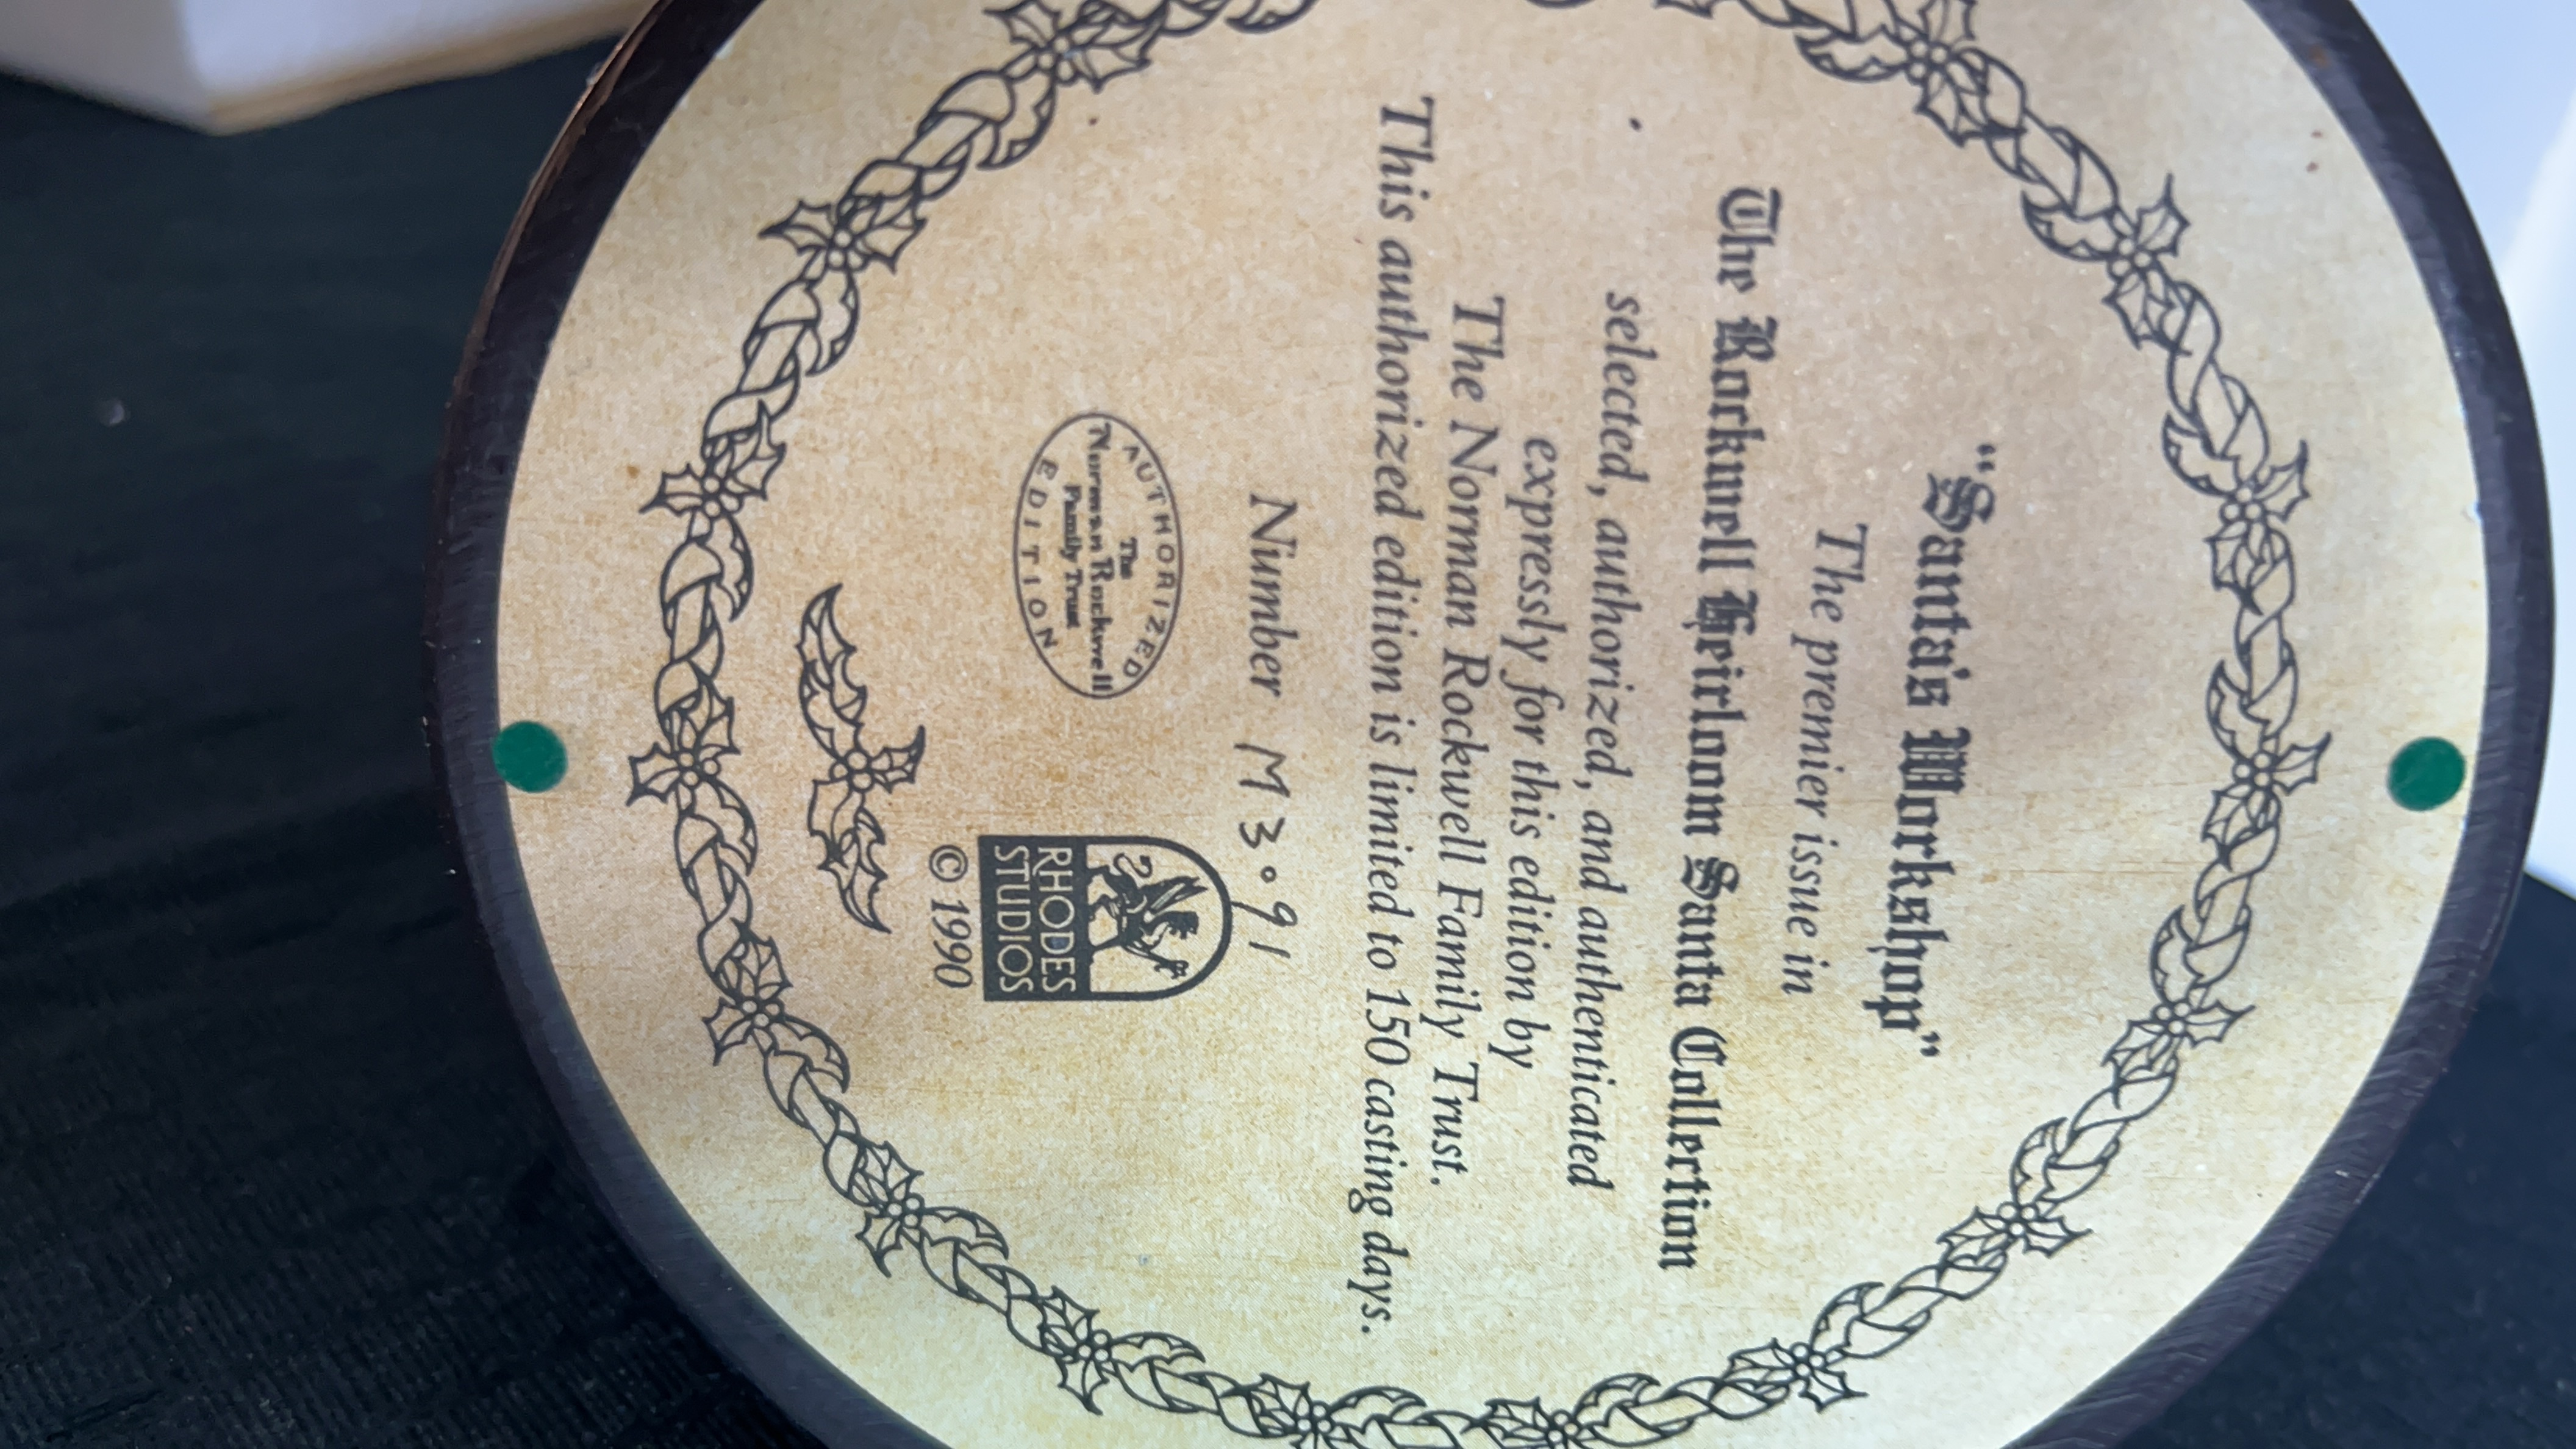 "Santa's Workshop"
The premier issue in
The Rockwell Heirloom Santa Collection
selected, authorized, and authenticated
expressly for this edition by
The Norman Rockwell Family Trust.
This authorized edition is limited to 150 casting days.
Number M3091
AUTHORIZED
The
Norman Rockwell
Family Trust
EDITION
RHODES
STUDIOS
© 1990